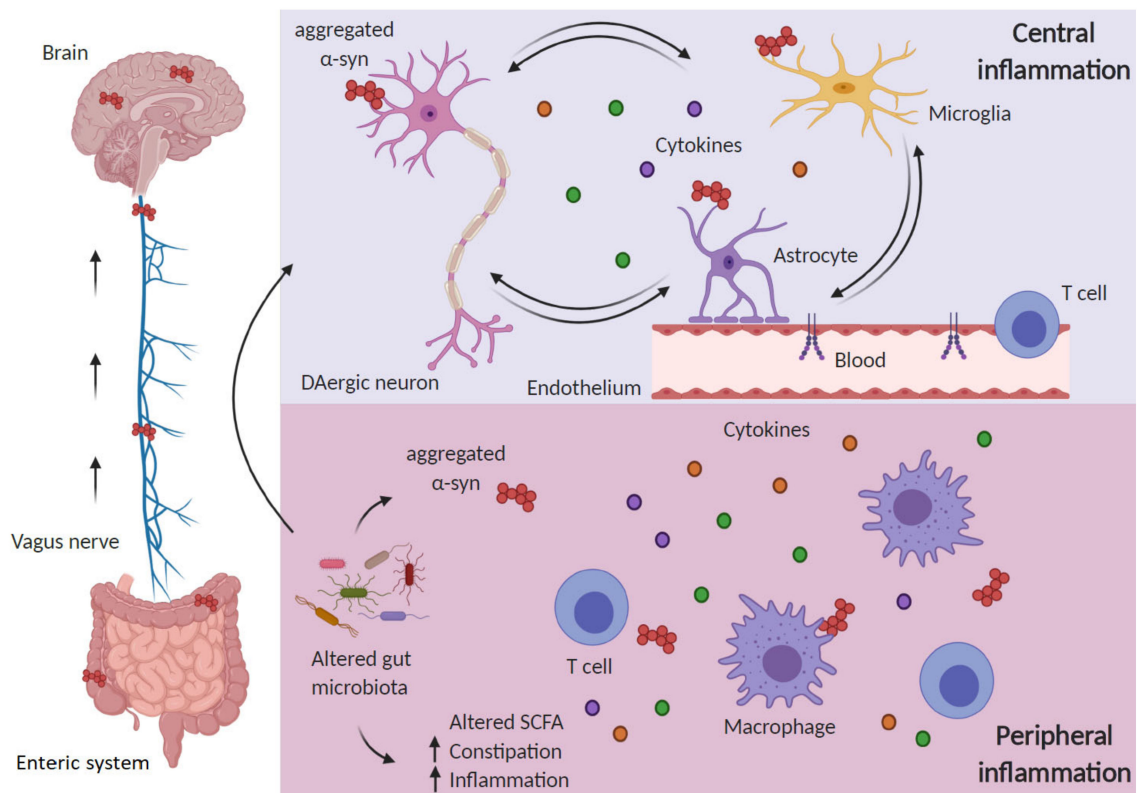 Brain
Vagus nerve
Enteric system
aggregated
α-syn
Cytokines
Central
inflammation
Microglia
Astrocyte
T cell
Blood
DAergic neuron
Endothelium
aggregated
α-syn
Cytokines
Altered gut
microbiota
T cell
Macrophage
Altered SCFA
Constipation
Inflammation
Peripheral
inflammation